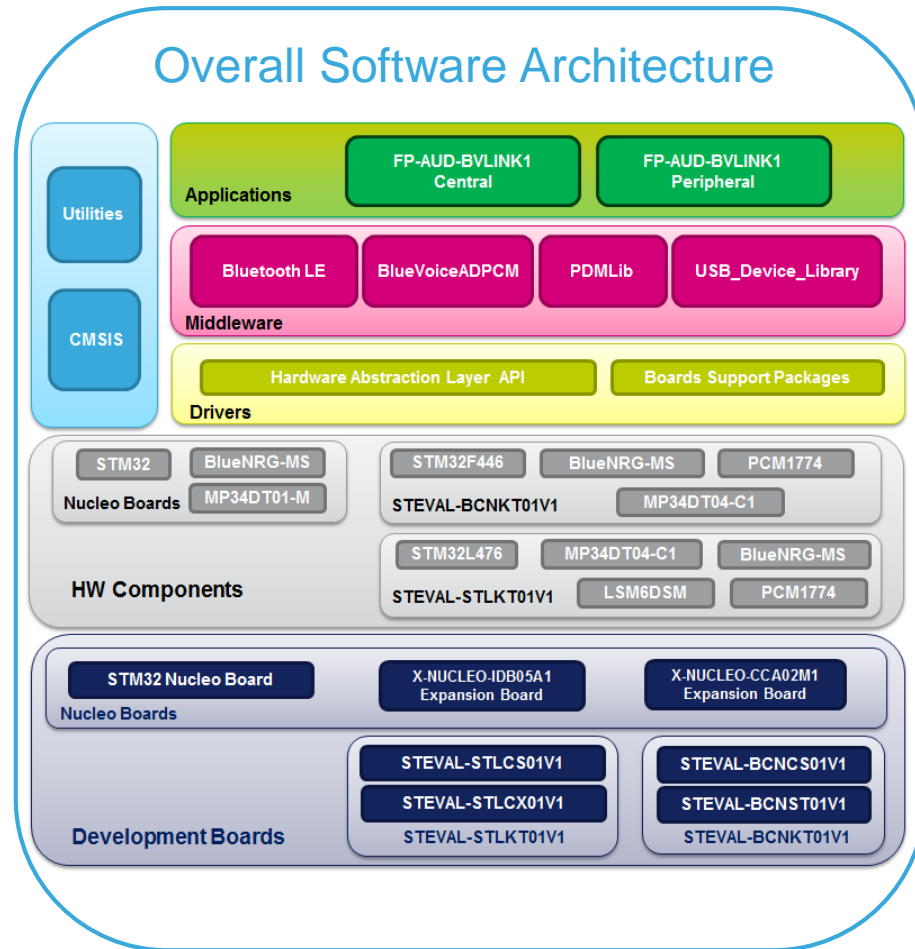 Overall Software Architecture
Utilities
CMSIS
FP-AUD-BVLINK1
Central
FP-AUD-BVLINK1
Peripheral
Applications
Bluetooth LE
BlueVoiceADPCM
PDMLib
USB_Device_Library
Middleware
Hardware Abstraction Layer API
Boards Support Packages
Drivers
STM32
BlueNRG-MS
Nucleo Boards
MP34DT01-M
STM32F446
BlueNRG-MS
PCM1774
STEVAL-BCNKT01V1
MP34DT04-C1
STM32L476
MP34DT04-C1
BlueNRG-MS
STEVAL-STLKT01V1
LSM6DSM
PCM1774
HW Components
STM32 Nucleo Board
X-NUCLEO-IDB05A1
Expansion Board
X-NUCLEO-CCA02M1
Expansion Board
Nucleo Boards
STEVAL-STLCS01V1
STEVAL-STLCX01V1
STEVAL-STLKT01V1
STEVAL-BCNCS01V1
STEVAL-BCNST01V1
STEVAL-BCNKT01V1
Development Boards